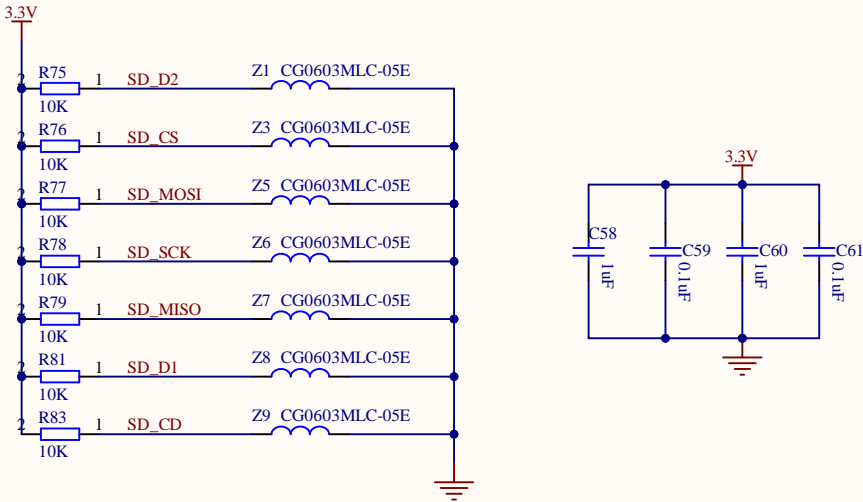 3.3V
R75
2
1
SD_D2
10K
Z1 CG0603MLC-05E
R76
2
1
SD_CS
10K
Z3 CG0603MLC-05E
R77
2
1
SD_MOSI
10K
Z5 CG0603MLC-05E
R78
2
1
SD_SCK
10K
Z6 CG0603MLC-05E
R79
2
1
SD_MISO
10K
Z7 CG0603MLC-05E
R81
2
1
SD_D1
10K
Z8 CG0603MLC-05E
R83
2
1
SD_CD
10K
Z9 CG0603MLC-05E
3.3V
C58
1uF
C59
0.1uF
C60
1uF
C61
0.1uF